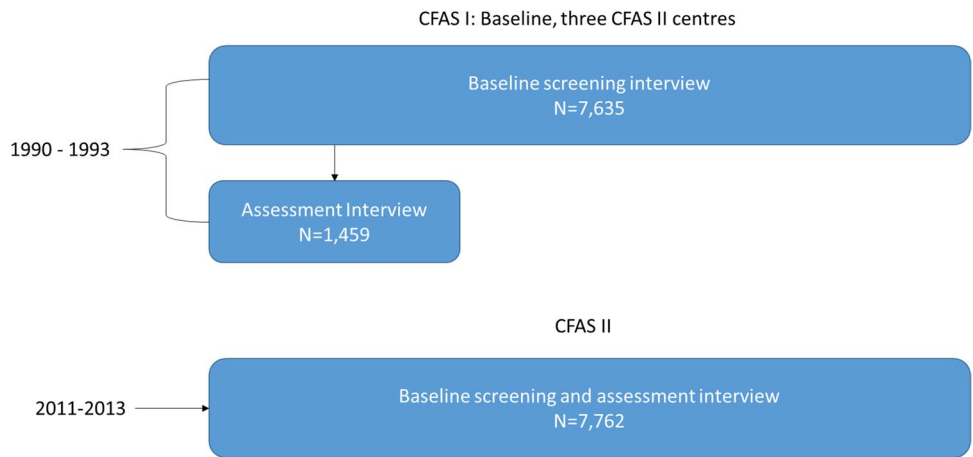 CFAS I: Baseline, three CFAS II centres
Baseline screening interview
N=7,635
1990 - 1993
Assessment Interview
N=1,459
CFAS II
Baseline screening and assessment interview
N=7,762
2011-2013